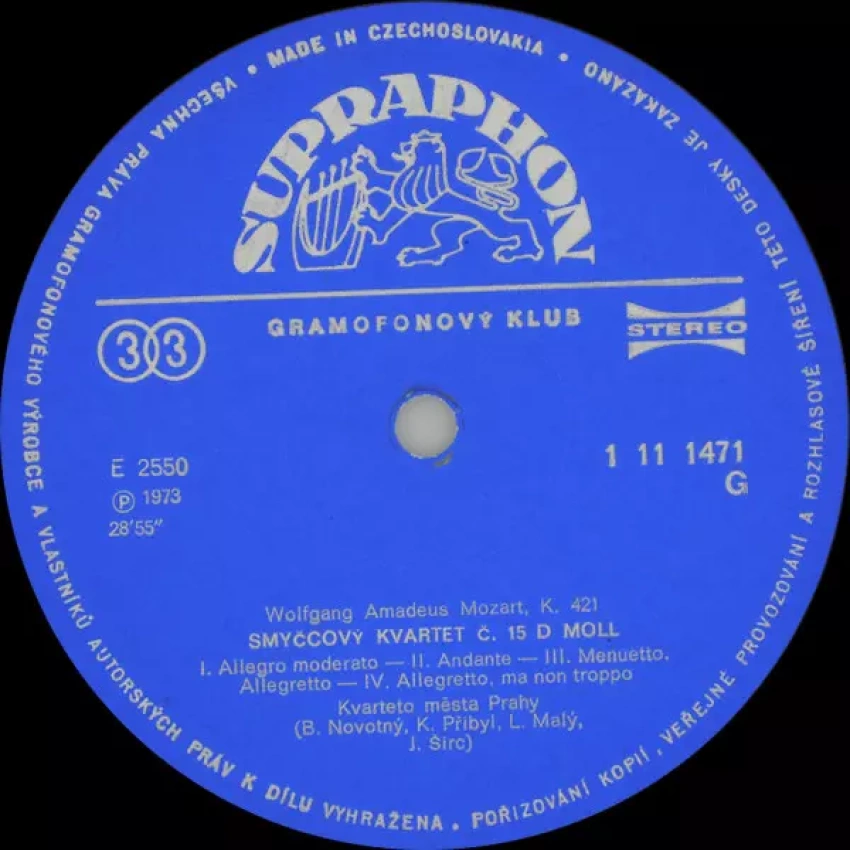 • MADE IN CZECHOSLOVAKIA •
VŠECHNA PRÁVA GRAMOFONOVÉHO VÝROBCE A VLASTNÍKŮ AUTORSKÝCH PRÁV K DÍLU VYHRAŽENA . POŘIZOVÁNÍ KOPIÍ , VEŘEJNÉ PROVOZOVÁNÍ A ROZHLASOVÉ ŠÍŘENÍ TÉTO DESKY JE ZAKÁZÁNO
SUPRAPHON
GRAMOFONOVÝ KLUB
33
STEREO
E 2550
1 11 1471
G
Ⓟ 1973
28'55"
Wolfgang Amadeus Mozart, K. 421
SMYČCOVÝ KVARTET Č. 15 D MOLL
I. Allegro moderato — II. Andante — III. Menuetto.
Allegretto — IV. Allegretto, ma non troppo
Kvarteto města Prahy
(B. Novotný, K. Přibyl, L. Malý,
J. Širc)